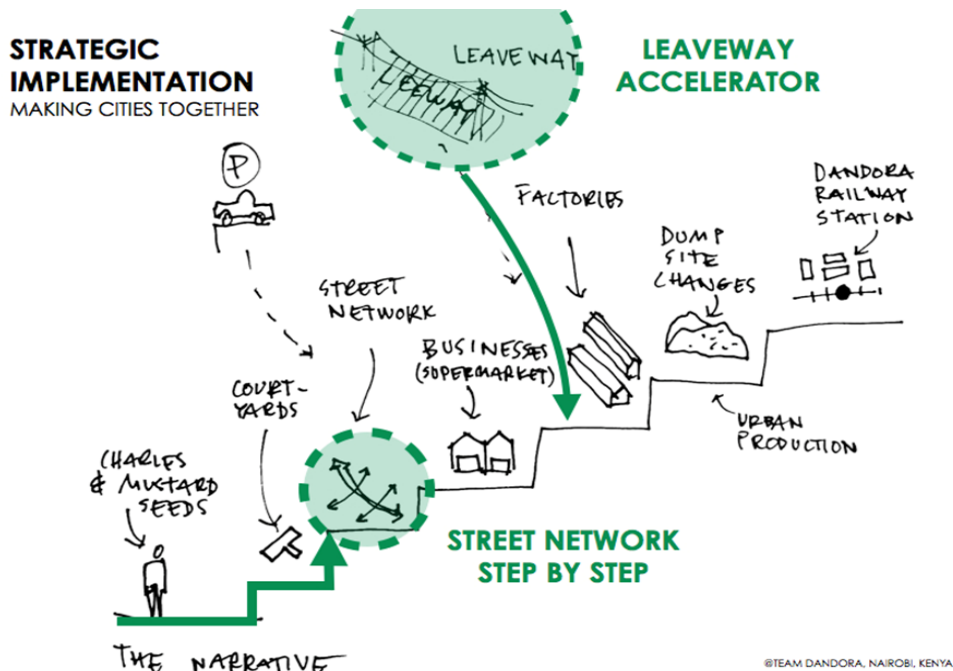 STRATEGIC
IMPLEMENTATION
MAKING CITIES TOGETHER
LEAVEWAY
LEEWAY
LEAVEWAY
ACCELERATOR
P
FACTORIES
DANDORA
RAILWAY
STATION
DUMP
SITE
CHANGES
STREET
NETWORK
BUSINESSES
(SUPERMARKET)
COURT-
YARDS
URBAN
PRODUCTION
CHARLES
& MUSTARD
SEEDS
STREET NETWORK
STEP BY STEP
THE NARRATIVE
@TEAM DANDORA, NAIROBI, KENYA